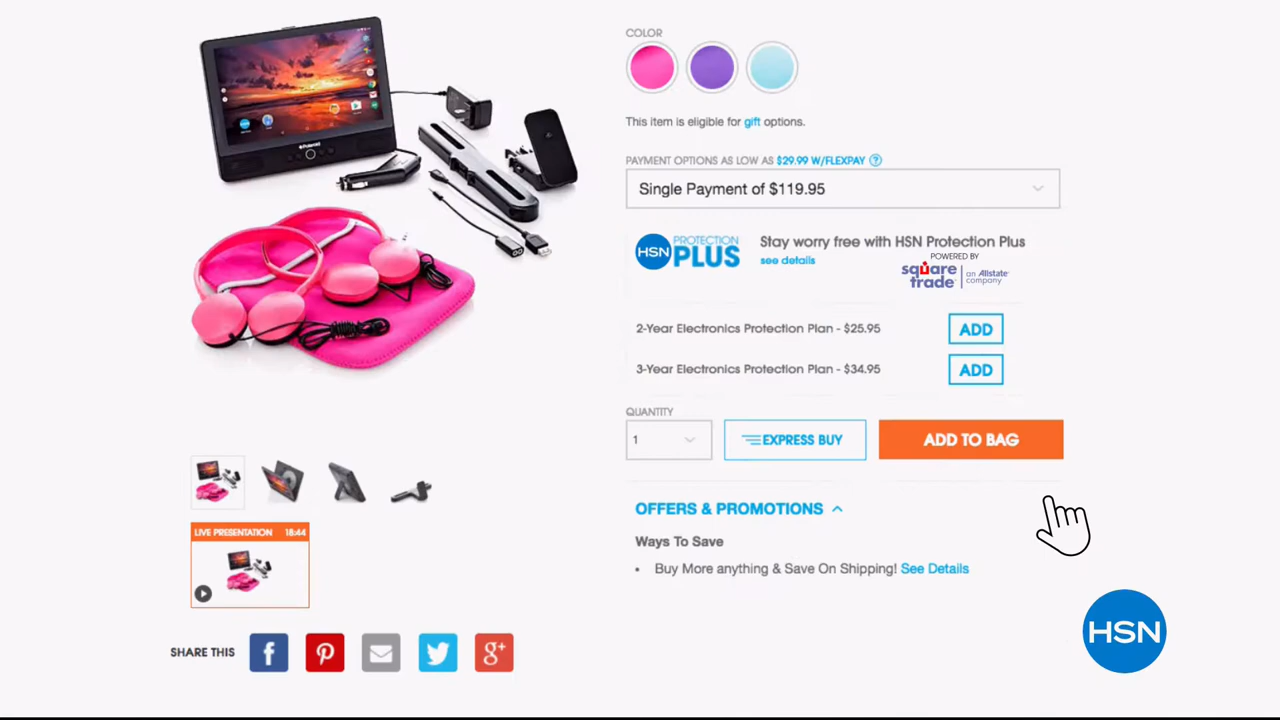 COLOR
This item is eligible for gift options.
PAYMENT OPTIONS AS LOW AS $29.99 W/FLEXPAY ?
Single Payment of $119.95
HSN PROTECTION PLUS
Stay worry free with HSN Protection Plus
see details
POWERED BY
square trade
an Allstate company
2-Year Electronics Protection Plan - $25.95
ADD
3-Year Electronics Protection Plan - $34.95
ADD
QUANTITY
1
EXPRESS BUY
ADD TO BAG
OFFERS & PROMOTIONS
Ways To Save
• Buy More anything & Save On Shipping! See Details
Polaroid
LIVE PRESENTATION 18:44
SHARE THIS
f
g+
HSN